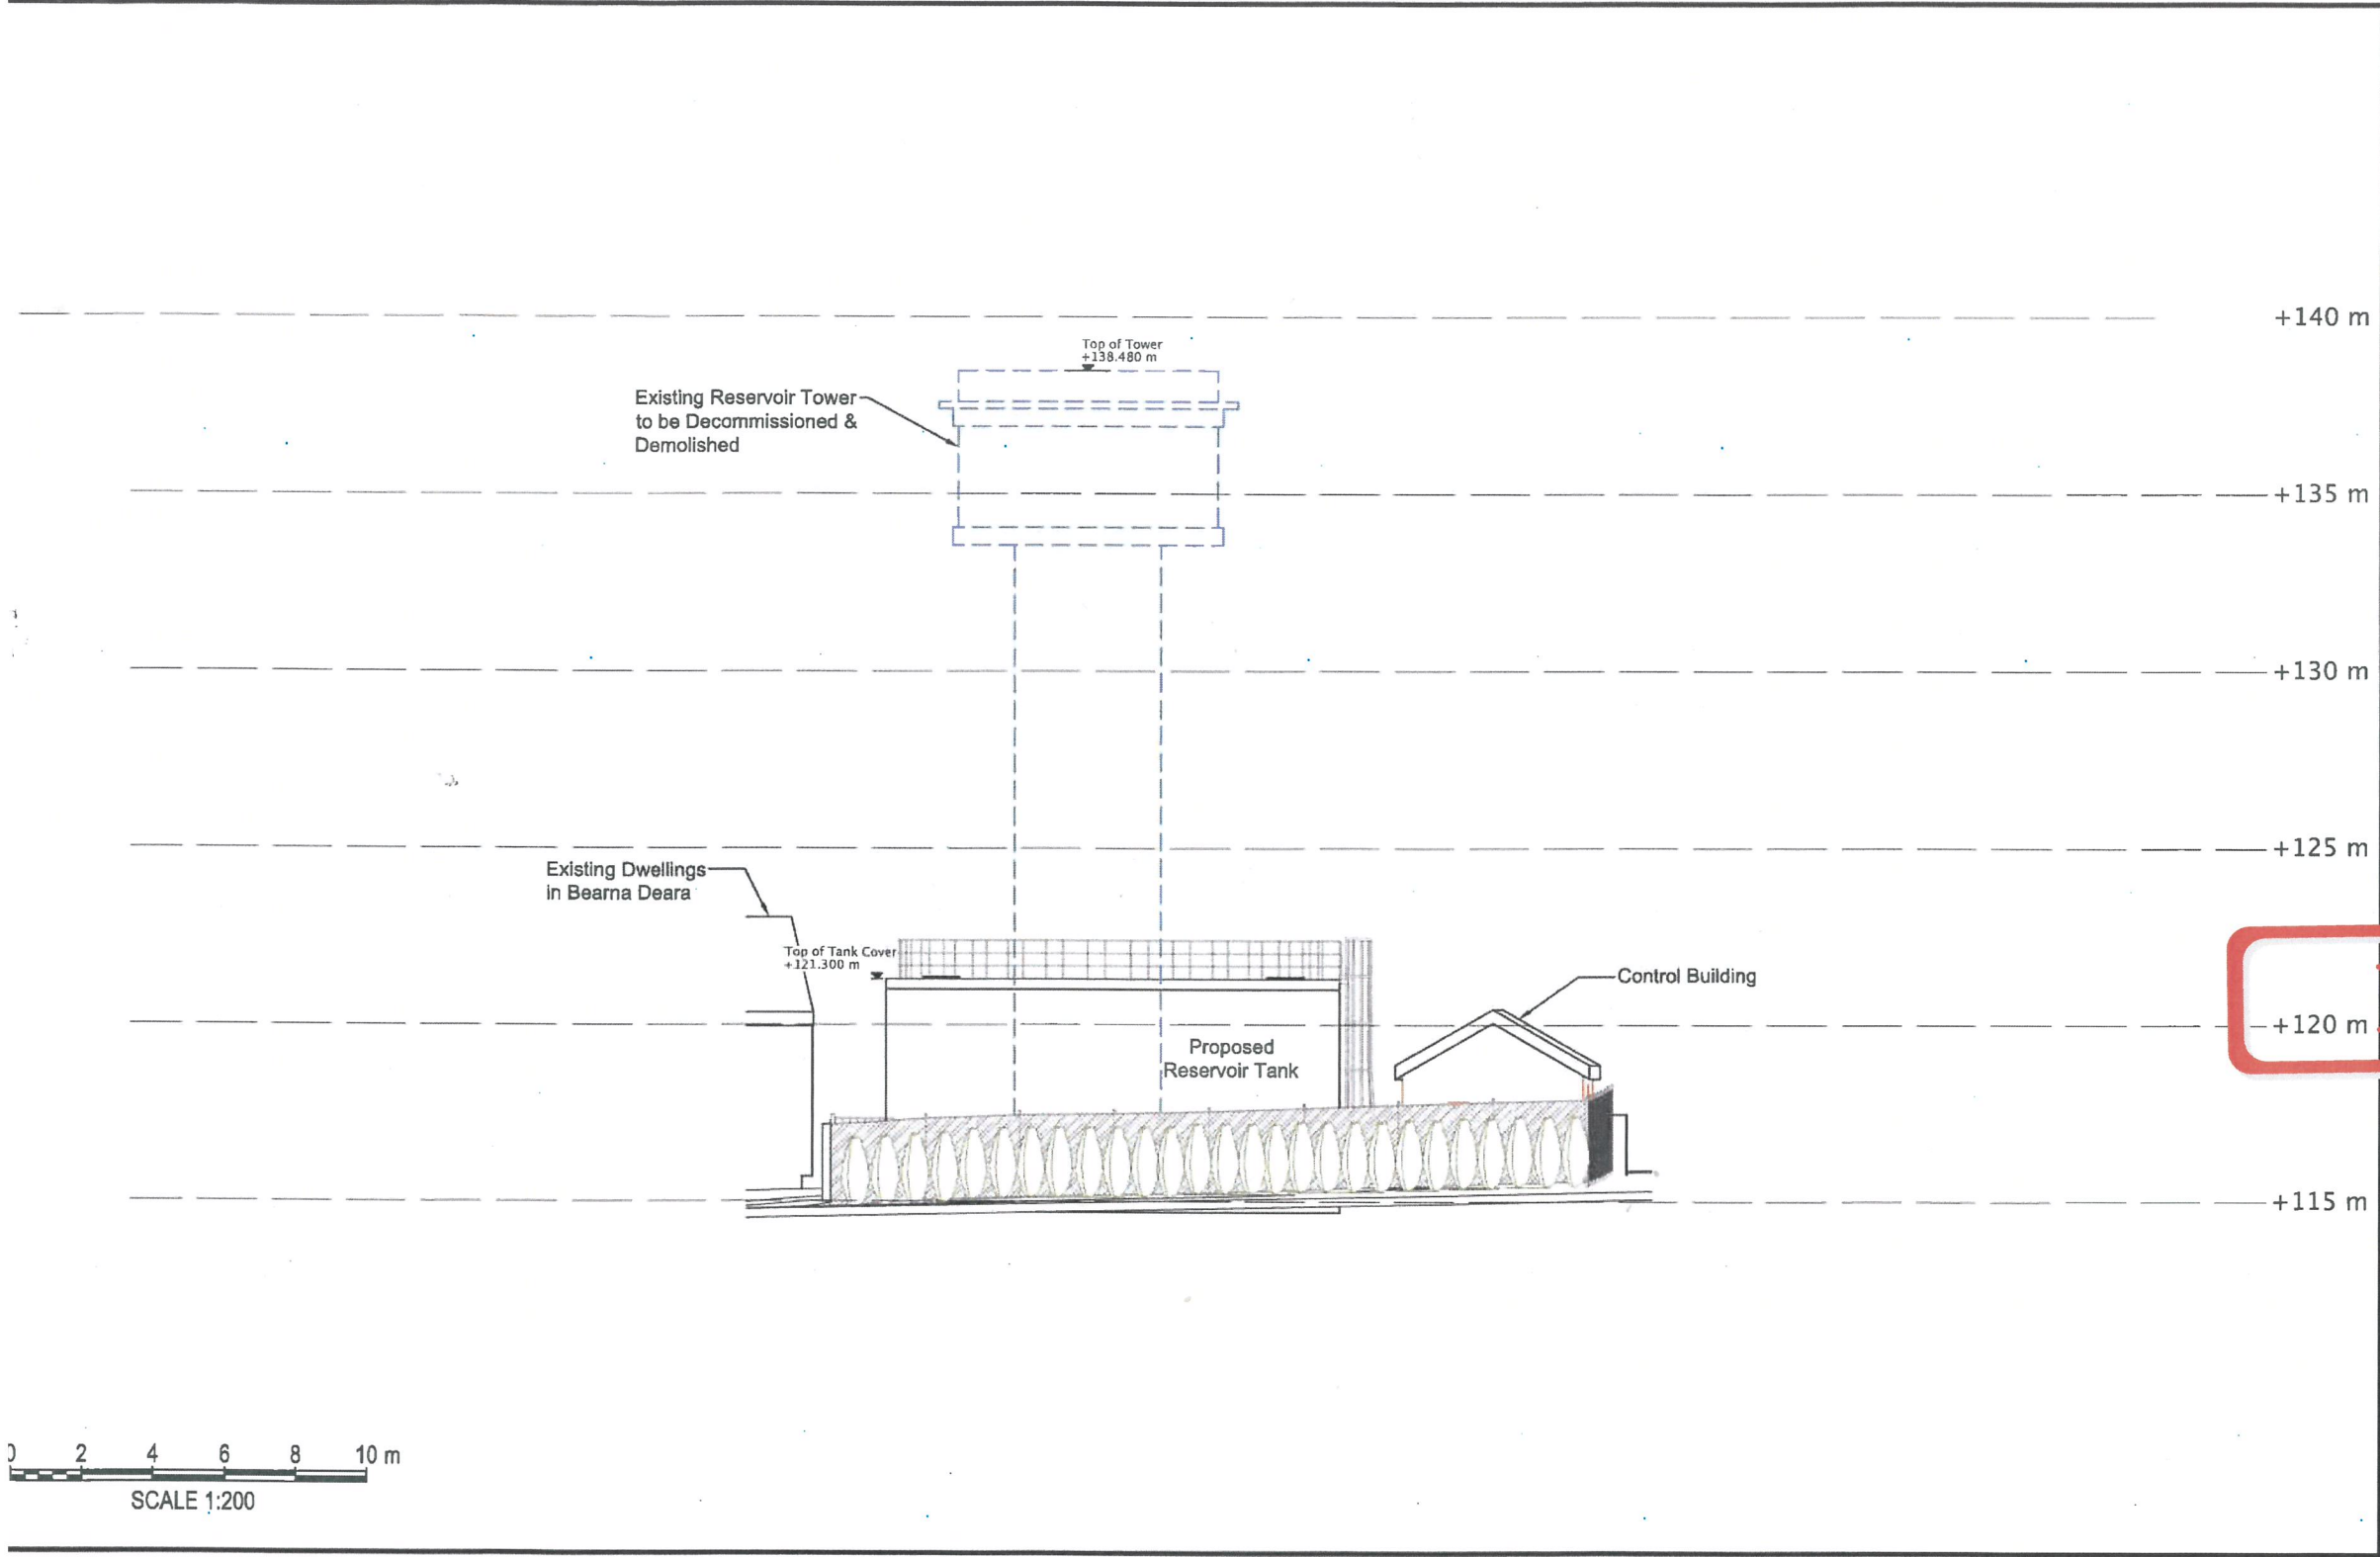 +140 m
Top of Tower
+138.480 m
Existing Reservoir Tower
to be Decommissioned &
Demolished
+135 m
+130 m
+125 m
Existing Dwellings
in Bearna Deara
Top of Tank Cover
+121.300 m
Control Building
+120 m
Proposed
Reservoir Tank
+115 m
0 2 4 6 8 10 m
SCALE 1:200